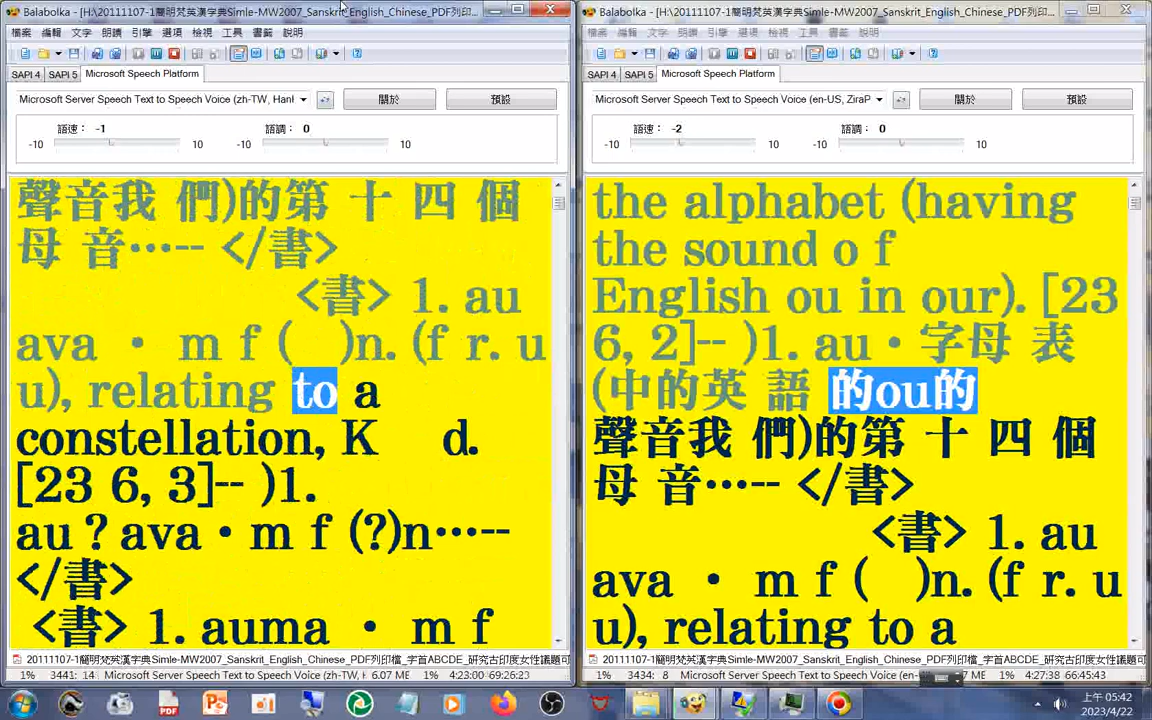 Balabolka - [H:\20111107-1簡明梵英漢字典Simle-MW2007_Sanskrit_English_Chinese_PDF列印...
檔案 編輯 文字 朗讀 引擎 選項 檢視 工具 書籤 說明
SAPI 4 SAPI 5 Microsoft Speech Platform
Microsoft Server Speech Text to Speech Voice (zh-TW, Hanl
關於 預設
語速： -1 語調： 0
-10 10 -10 10
聲音我 們)的第 十 四 個
母 音…-- </書>
<書> 1. au
ava • m f ( )n. (f r. u
u), relating to a
constellation, K d.
[23 6, 3]-- )1.
au？ava • m f (?)n…--
</書>
<書> 1. auma • m f
20111107-1簡明梵英漢字典Simle-MW2007_Sanskrit_English_Chinese_PDF列印檔_字首ABCDE_研究古印度女性議題可
1% 3441: 14 Microsoft Server Speech Text to Speech Voice (zh-TW, H 6.07 ME 1% 4:23:00 69:26:23
Balabolka - [H:\20111107-1簡明梵英漢字典Simle-MW2007_Sanskrit_English_Chinese_PDF列印...
檔案 編輯 文字 朗讀 引擎 選項 檢視 工具 書籤 說明
SAPI 4 SAPI 5 Microsoft Speech Platform
Microsoft Server Speech Text to Speech Voice (en-US, ZiraP
關於 預設
語速： -2 語調： 0
-10 10 -10 10
the alphabet (having
the sound o f
English ou in our). [23
6, 2]-- )1. au • 字母 表
(中的英 語 的ou的
聲音我 們)的第 十 四 個
母 音…-- </書>
<書> 1. au
ava • m f ( )n. (f r. u
u), relating to a
20111107-1簡明梵英漢字典Simle-MW2007_Sanskrit_English_Chinese_PDF列印檔_字首ABCDE_研究古印度女性議題可
1% 3434: 8 Microsoft Server Speech Text to Speech Voice (en-US, ME 1% 4:27:38 66:45:43
上午 05:42
2023/4/22